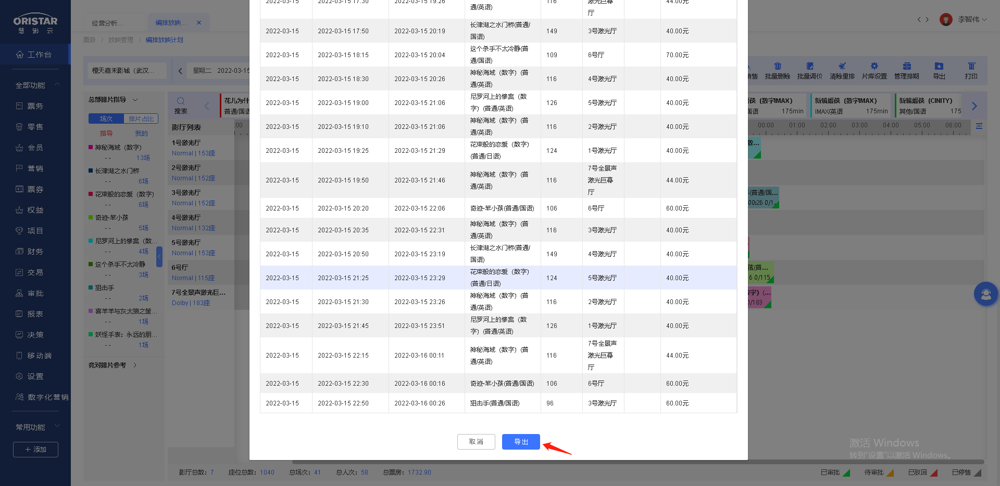 ORISTAR
慧 影 云
工作台
全部功能
票务
零售
会员
营销
票券
权益
项目
财务
交易
审批
报表
决策
移动端
设置
数字化营销
常用功能
添加
经营分析...
编排放映...
票务 > 放映管理 > 编排放映计划
李智伟
橙天嘉禾影城（武汉...
星期二 2022-03-15
销售
批量删除
批量调价
清除重排
片库设置
管理排期
导出
打印
总部排片指导
场次
排片占比
指导
我的
神秘海域（数字）
-- 13场
长津湖之水门桥
-- 6场
花束般的恋爱（数字）
-- 6场
奇迹·笨小孩
-- 5场
尼罗河上的惨案（数...
-- 4场
这个杀手不太冷静
-- 3场
狙击手
-- 2场
喜羊羊与灰太狼之筐...
-- 1场
妖怪手表：永远的朋...
-- 1场
竞对排片参考
搜索
花儿为什
普通/国语
影厅列表
:00
1号激光厅
Normal | 153座
2号激光厅
Normal | 152座
3号激光厅
Normal | 152座
4号激光厅
Normal | 132座
5号激光厅
Normal | 153座
6号厅
Normal | 115座
7号全景声激光巨...
Dolby | 183座
2022-03-15 2022-03-15 17:30 2022-03-15 19:26 通/英语) 116 激光巨幕厅 44.00元
2022-03-15 2022-03-15 17:50 2022-03-15 20:19 长津湖之水门桥(普通/国语) 149 3号激光厅 40.00元
2022-03-15 2022-03-15 18:15 2022-03-15 20:04 这个杀手不太冷静(普通/国语) 109 6号厅 70.00元
2022-03-15 2022-03-15 18:30 2022-03-15 20:26 神秘海域（数字）(普通/英语) 116 4号激光厅 40.00元
2022-03-15 2022-03-15 19:00 2022-03-15 21:06 尼罗河上的惨案（数字）(普通/英语) 126 5号激光厅 40.00元
2022-03-15 2022-03-15 19:10 2022-03-15 21:06 神秘海域（数字）(普通/英语) 116 2号激光厅 40.00元
2022-03-15 2022-03-15 19:25 2022-03-15 21:29 花束般的恋爱（数字）(普通/日语) 124 1号激光厅 40.00元
2022-03-15 2022-03-15 19:50 2022-03-15 21:46 神秘海域（数字）(普通/英语) 116 7号全景声激光巨幕厅 44.00元
2022-03-15 2022-03-15 20:20 2022-03-15 22:06 奇迹·笨小孩(普通/国语) 106 6号厅 60.00元
2022-03-15 2022-03-15 20:35 2022-03-15 22:31 神秘海域（数字）(普通/英语) 116 3号激光厅 40.00元
2022-03-15 2022-03-15 20:50 2022-03-15 23:19 长津湖之水门桥(普通/国语) 149 4号激光厅 40.00元
2022-03-15 2022-03-15 21:25 2022-03-15 23:29 花束般的恋爱（数字）(普通/日语) 124 5号激光厅 40.00元
2022-03-15 2022-03-15 21:30 2022-03-15 23:26 神秘海域（数字）(普通/英语) 116 2号激光厅 40.00元
2022-03-15 2022-03-15 21:45 2022-03-15 23:51 尼罗河上的惨案（数字）(普通/英语) 126 1号激光厅 40.00元
2022-03-15 2022-03-15 22:15 2022-03-16 00:11 神秘海域（数字）(普通/英语) 116 7号全景声激光巨幕厅 44.00元
2022-03-15 2022-03-15 22:30 2022-03-16 00:16 奇迹·笨小孩(普通/国语) 106 6号厅 60.00元
2022-03-15 2022-03-15 22:50 2022-03-16 00:26 狙击手(普通/国语) 96 3号激光厅 60.00元
取消
导出
蝠侠（数字IMAX）
国语 175min
新蝙蝠侠（数字IMAX）
IMAX/英语 175min
新蝙蝠侠（CINITY）
其他/国语 175
00:00 01:00 02:00 03:00 04:00 05:00 06:00
数...
(普通/国...
00:26 0/1...
孩(普...
6 0/115
数字）(...
0/183
激活 Windows
转到"设置"以激活 Windows。
影厅总数：7 座位总数：1040 总场次：41 总人次：58 总票房：1732.90
已审批 待审批 已驳回 已停售